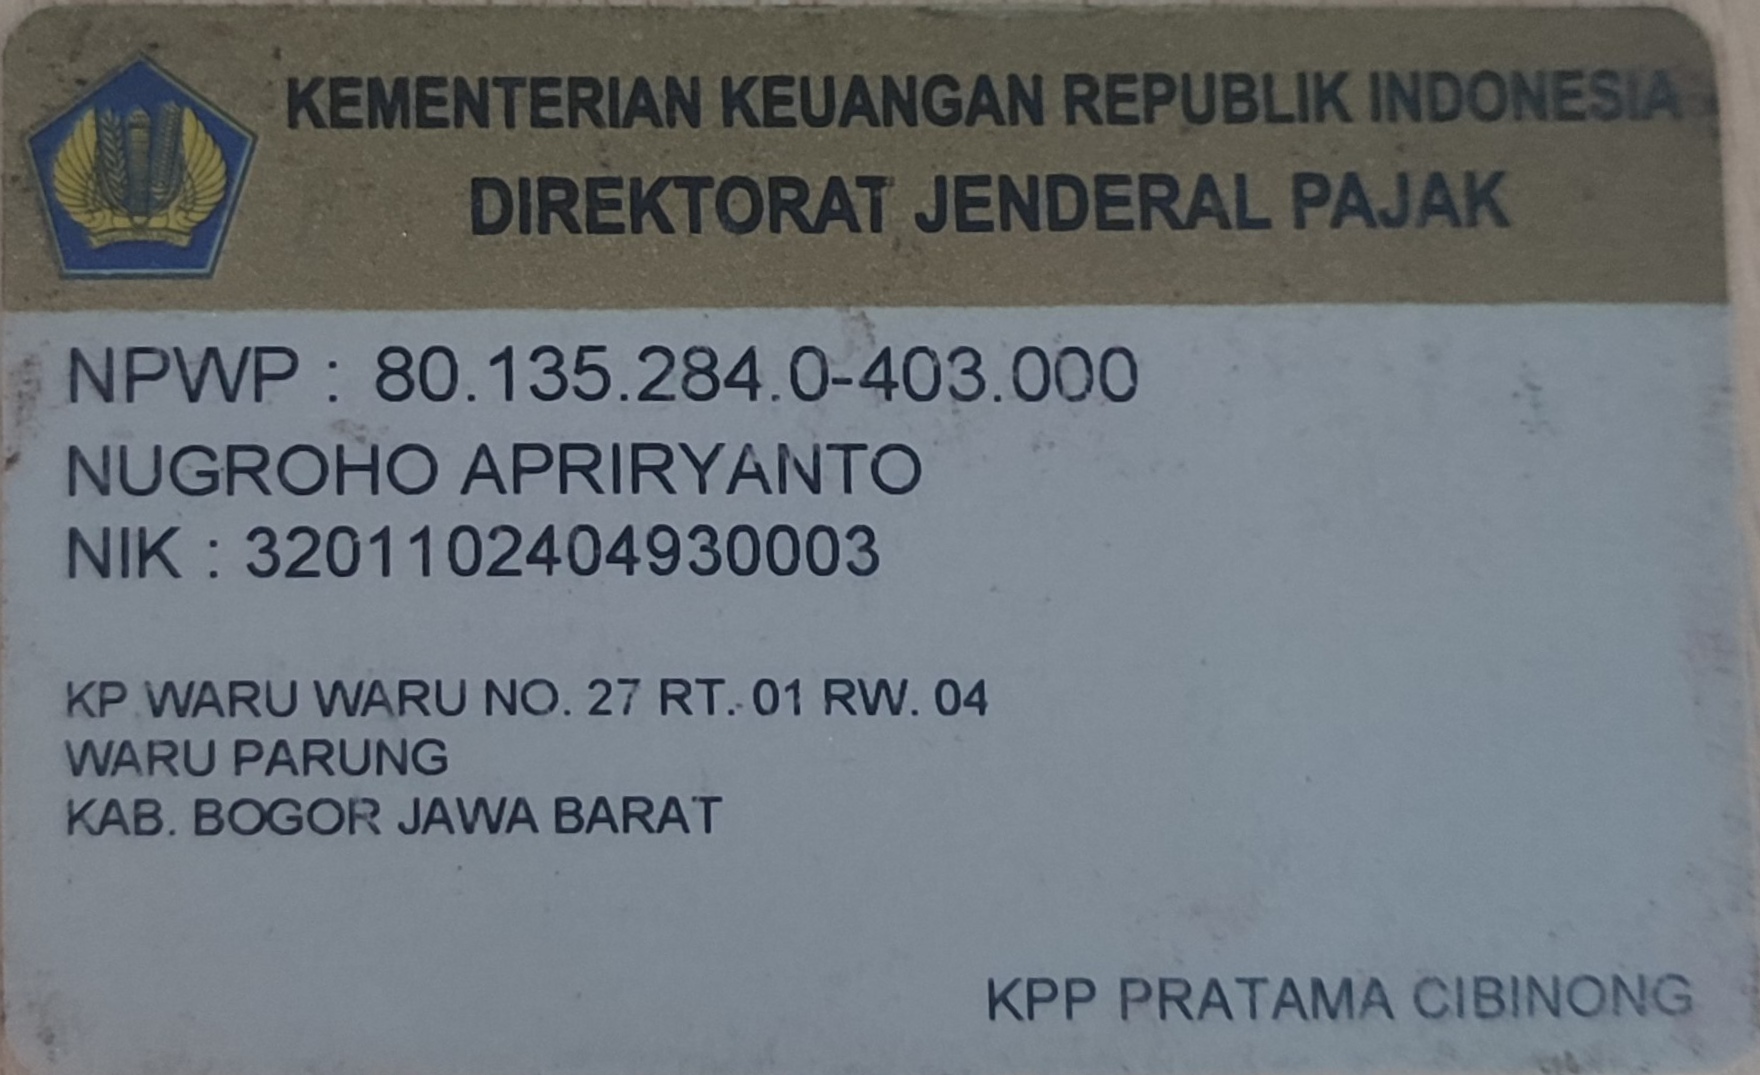 KEMENTERIAN KEUANGAN REPUBLIK INDONESIA
DIREKTORAT JENDERAL PAJAK
NPWP : 80.135.284.0-403.000
NUGROHO APRIRYANTO
NIK : 3201102404930003
KP WARU WARU NO. 27 RT. 01 RW. 04
WARU PARUNG
KAB. BOGOR JAWA BARAT
KPP PRATAMA CIBINONG